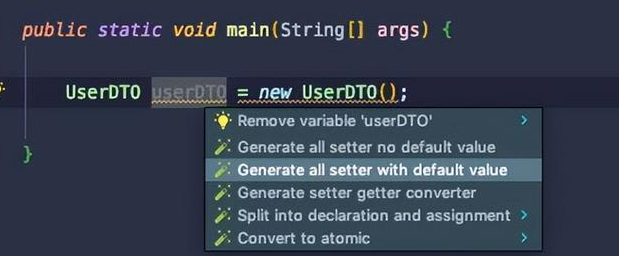 public static void main(String[] args) {
UserDTO userDTO = new UserDTO();
Remove variable 'userDTO'
Generate all setter no default value
Generate all setter with default value
Generate setter getter converter
Split into declaration and assignment
Convert to atomic
}